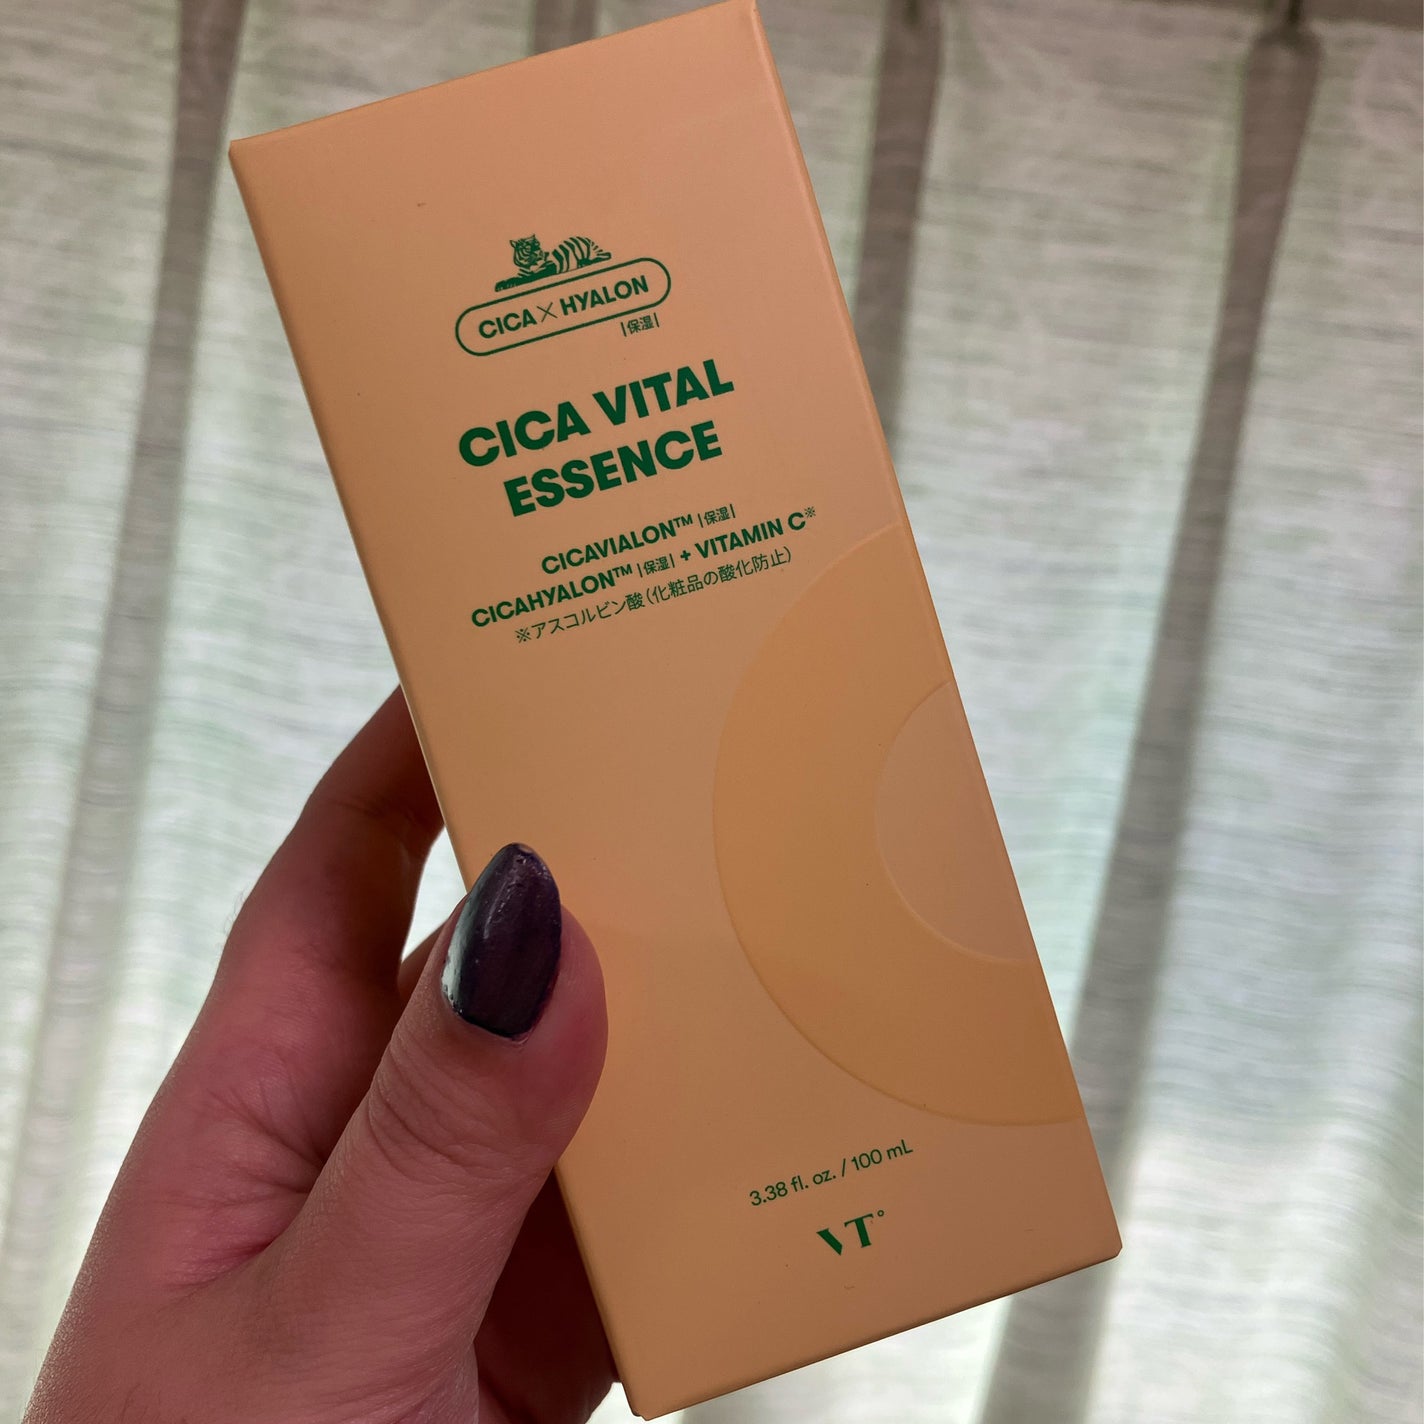 CICA×HYALON
|保湿|
CICA VITAL
ESSENCE
CICAVIALON™ |保湿|
CICAHYALON™ |保湿| + VITAMIN C※
※アスコルビン酸(化粧品の酸化防止)
3.38 fl. oz. / 100 mL
VT°